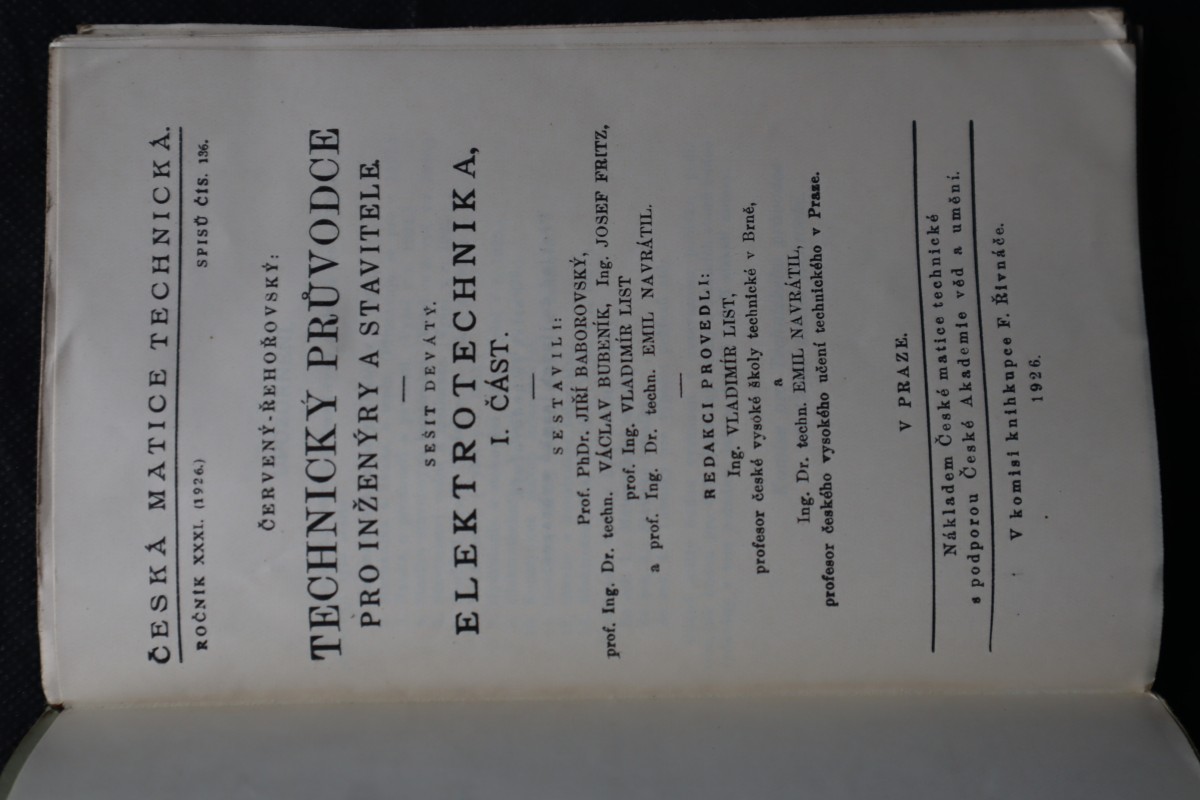 ČESKÁ MATICE TECHNICKÁ.
ROČNÍK XXXI. (1926.) SPISŮ ČÍS. 136.
ČERVENÝ-ŘEHOŘOVSKÝ:
TECHNICKÝ PRŮVODCE
PRO INŽENÝRY A STAVITELE.
SEŠIT DEVÁTÝ.
ELEKTROTECHNIKA,
I. ČÁST.
SESTAVILI:
Prof. PhDr. JIŘÍ BABOROVSKÝ,
prof. Ing. Dr. techn. VÁCLAV BUBENÍK, Ing. JOSEF FRITZ,
prof. Ing. VLADIMÍR LIST
a prof. Ing. Dr. techn. EMIL NAVRÁTIL.
REDAKCI PROVEDLI:
Ing. VLADIMÍR LIST,
profesor české vysoké školy technické v Brně,
a
Ing. Dr. techn. EMIL NAVRÁTIL,
profesor českého vysokého učení technického v Praze.
V PRAZE.
Nákladem České matice technické
s podporou České Akademie věd a umění.
V komisi knihkupce F. Řivnáče.
1926.